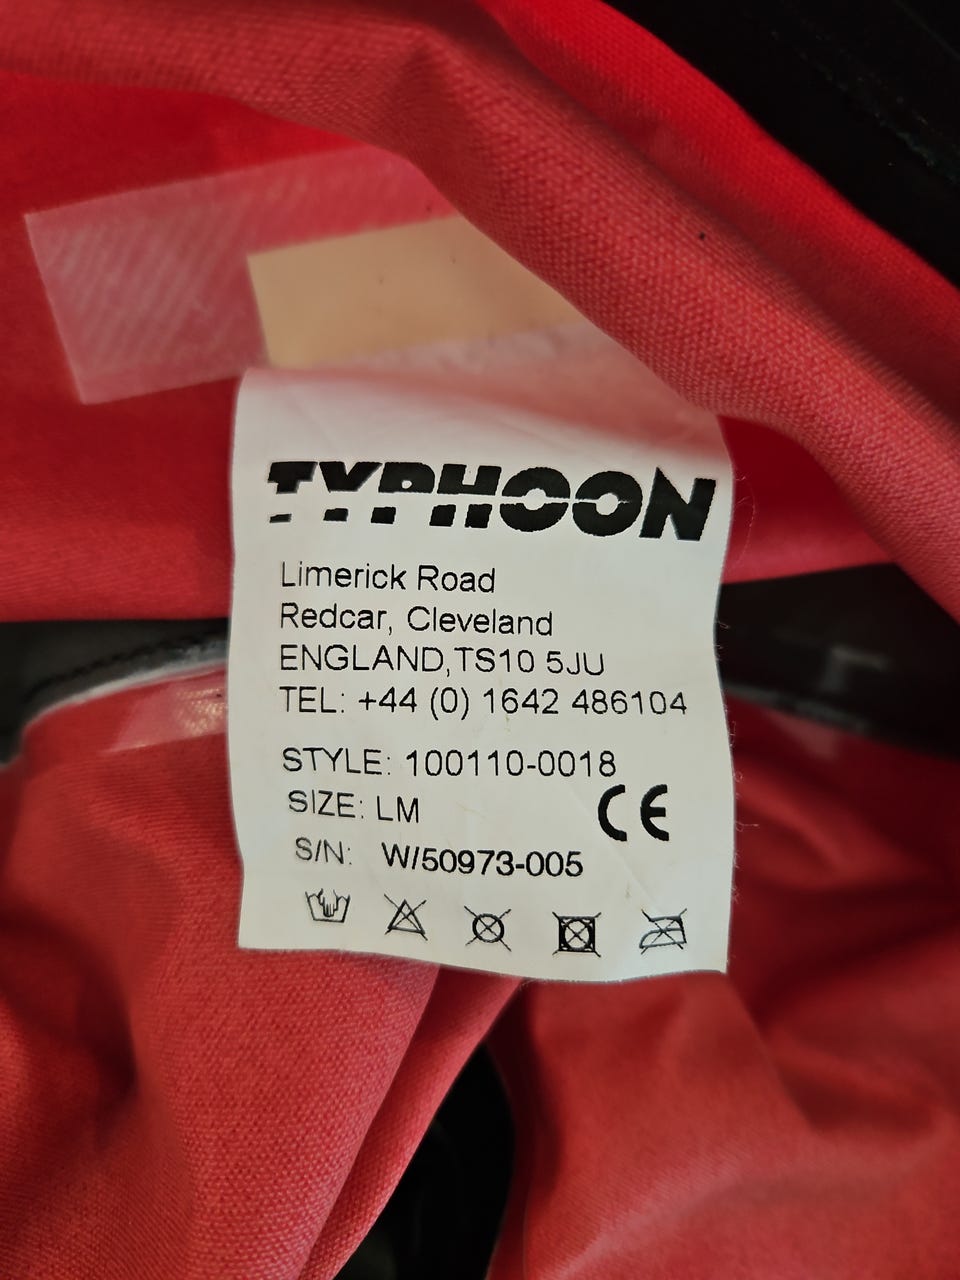 TYPHOON
Limerick Road
Redcar, Cleveland
ENGLAND,TS10 5JU
TEL: +44 (0) 1642 486104
STYLE: 100110-0018
SIZE: LM
CE
S/N: W/50973-005